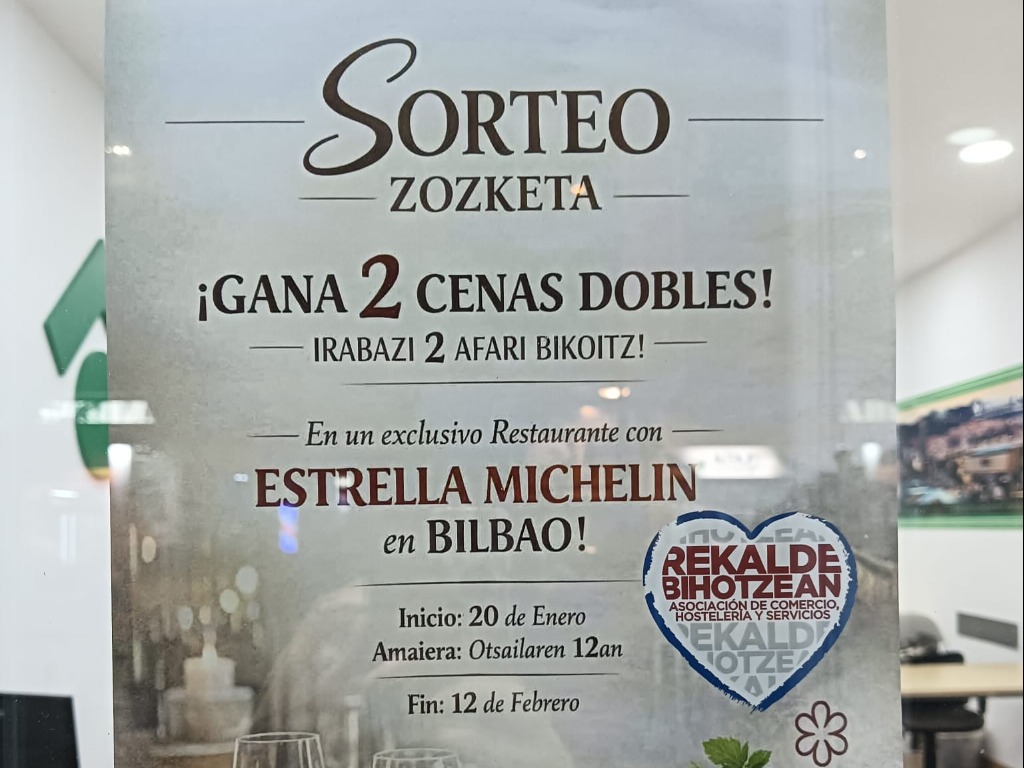 SORTEO
ZOZKETA
¡GANA 2 CENAS DOBLES!
IRABAZI 2 AFARI BIKOITZ!
En un exclusivo Restaurante con
ESTRELLA MICHELIN
en BILBAO!
REKALDE
BIHOTZEAN
ASOCIACIÓN DE COMERCIO,
HOSTELERÍA Y SERVICIOS
Inicio: 20 de Enero
Amaiera: Otsailaren 12an
Fin: 12 de Febrero